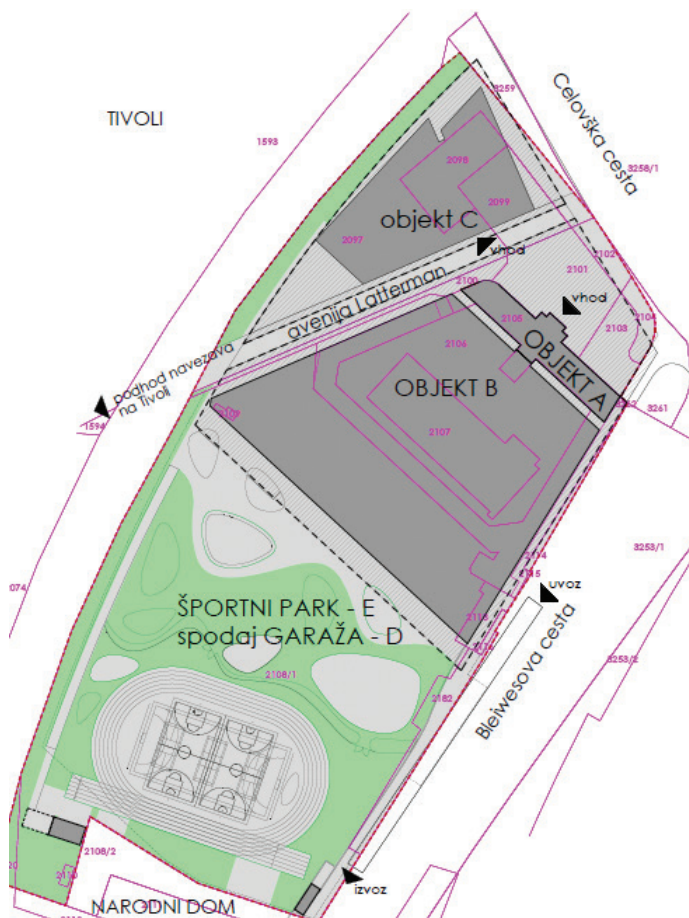 TIVOLI
1593
3259
Celovška cesta
3258/1
2098
2099
objekt C
2097
vhod
avenija Latterman
2100
2101
2102
2103
2104
vhod
2105
2106
OBJEKT A
OBJEKT B
2107
podhod navezava
na Tivoli
1594
3261
3253/1
2074
2114
2115
uvoz
ŠPORTNI PARK - E
spodaj GARAŽA - D
2108/1
2182
Bleiwesova cesta
3253/2
2108/2
izvoz
NARODNI DOM